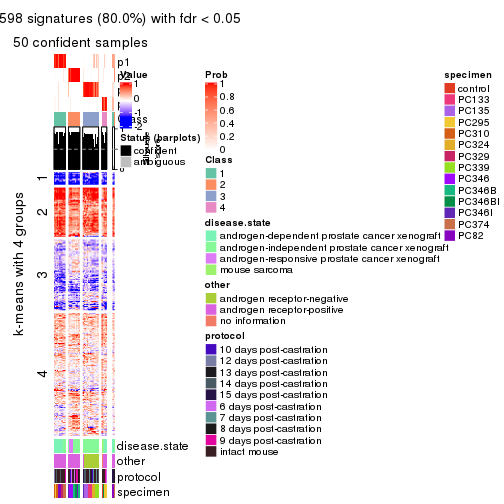 598 signatures (80.0%) with fdr < 0.05
50 confident samples
p1
p2
Value
1
0
-1
-2
Class
Status (barplots)
confident
ambiguous
k-means with 4 groups
1
2
3
4
disease.state
other
protocol
specimen
Prob
1
0.8
0.6
0.4
0.2
0
Class
1
2
3
4
disease.state
androgen-dependent prostate cancer xenograft
androgen-independent prostate cancer xenograft
androgen-responsive prostate cancer xenograft
mouse sarcoma
other
androgen receptor-negative
androgen receptor-positive
no information
protocol
10 days post-castration
12 days post-castration
13 days post-castration
14 days post-castration
15 days post-castration
6 days post-castration
7 days post-castration
8 days post-castration
9 days post-castration
intact mouse
specimen
control
PC133
PC135
PC295
PC310
PC324
PC329
PC339
PC346
PC346B
PC346BI
PC346I
PC374
PC82